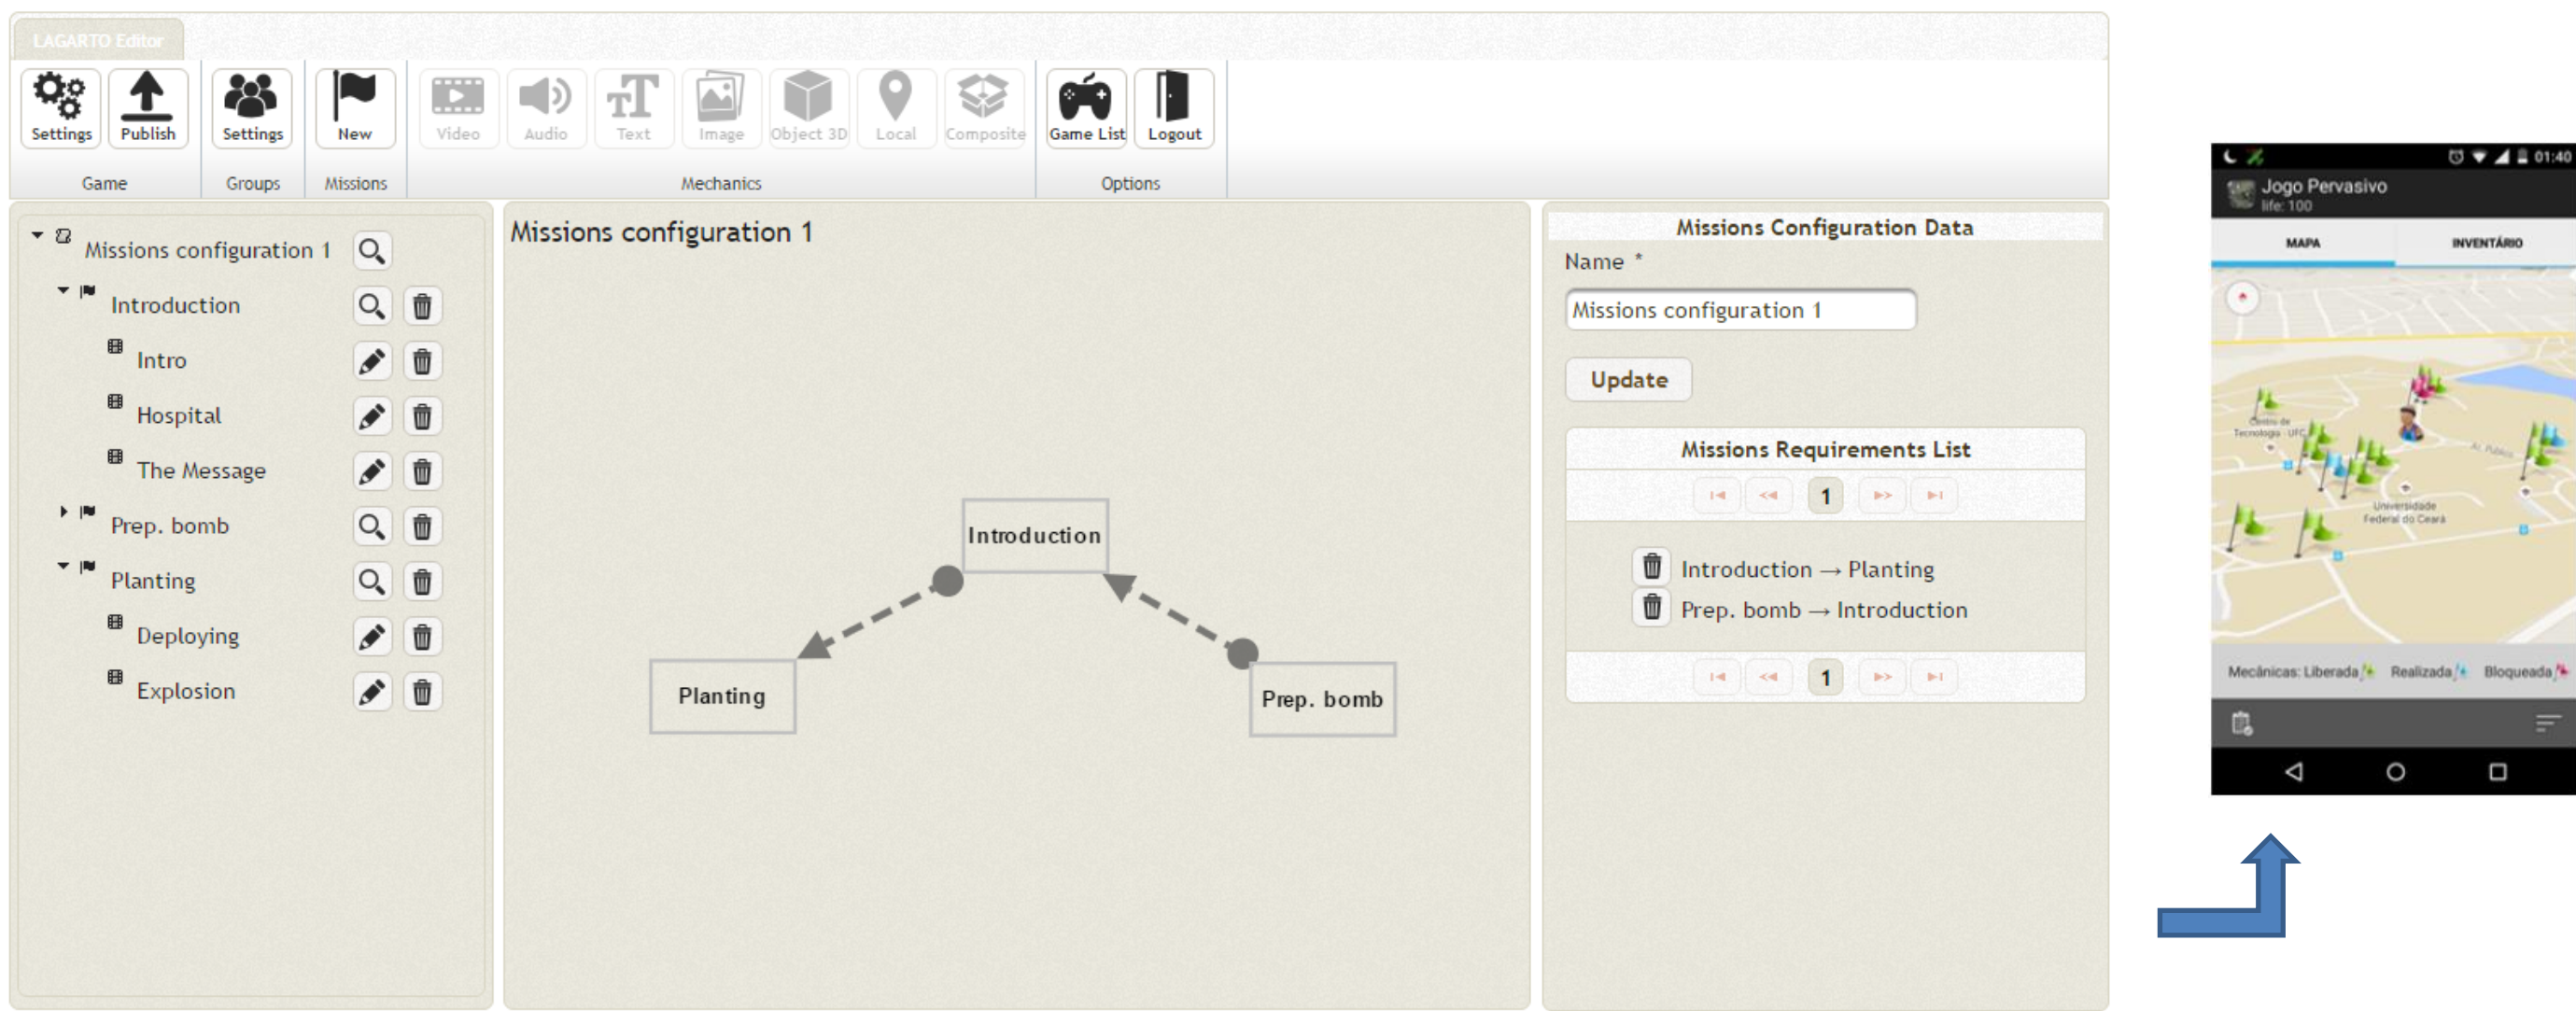 LAGARTO Editor
Settings
Publish
Settings
New
Video
Audio
Text
Image
Object 3D
Local
Composite
Game List
Logout
Game
Groups
Missions
Mechanics
Options
Missions configuration 1
Introduction
Intro
Hospital
The Message
Prep. bomb
Planting
Deploying
Explosion
Missions configuration 1
Introduction
Planting
Prep. bomb
Missions Configuration Data
Name *
Missions configuration 1
Update
Missions Requirements List
1
Introduction → Planting
Prep. bomb → Introduction
1
01:40
Jogo Pervasivo
life: 100
MAPA
INVENTÁRIO
Centro de
Tecnologia - UFC
Universidade
Federal do Ceará
Mecânicas: Liberada Realizada Bloqueada